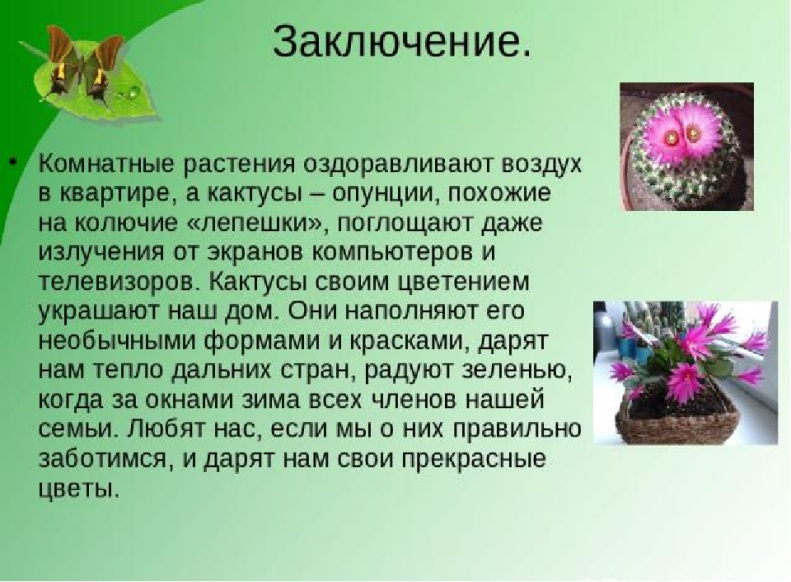 Заключение.
• Комнатные растения оздоравливают воздух
в квартире, а кактусы – опунции, похожие
на колючие «лепешки», поглощают даже
излучения от экранов компьютеров и
телевизоров. Кактусы своим цветением
украшают наш дом. Они наполняют его
необычными формами и красками, дарят
нам тепло дальних стран, радуют зеленью,
когда за окнами зима всех членов нашей
семьи. Любят нас, если мы о них правильно
заботимся, и дарят нам свои прекрасные
цветы.